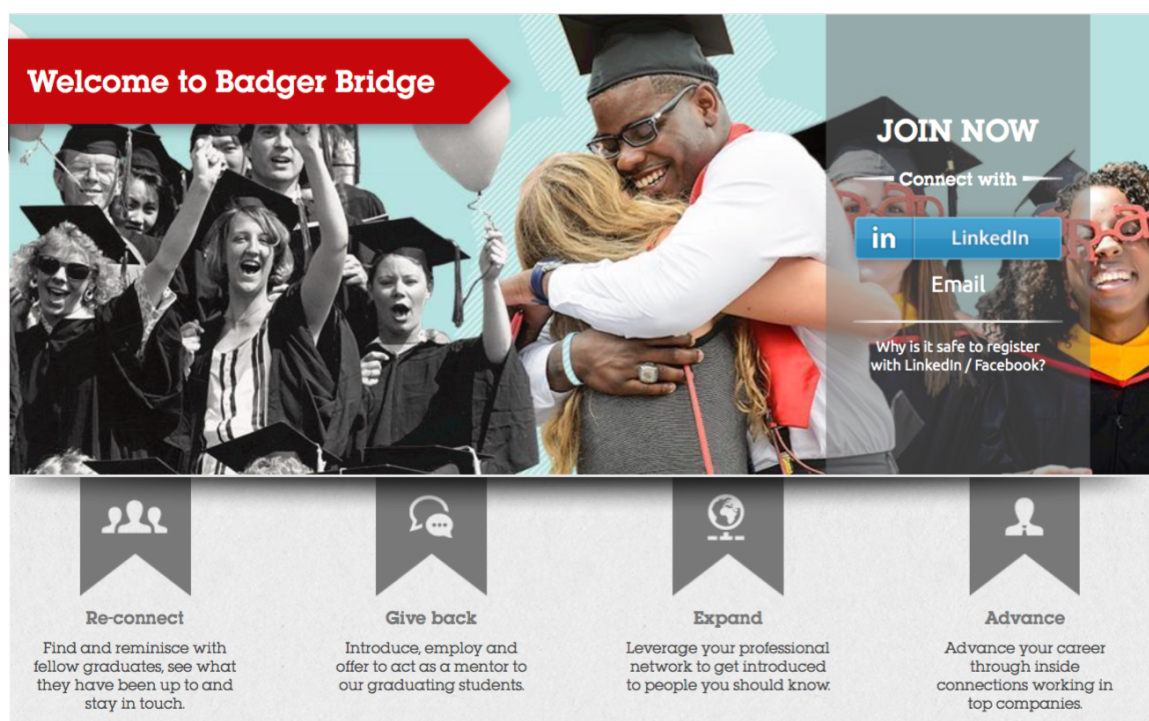 Welcome to Badger Bridge
JOIN NOW
Connect with
in LinkedIn
Email
Why is it safe to register
with LinkedIn / Facebook?
Re-connect
Find and reminisce with
fellow graduates, see what
they have been up to and
stay in touch.
Give back
Introduce, employ and
offer to act as a mentor to
our graduating students.
Expand
Leverage your professional
network to get introduced
to people you should know.
Advance
Advance your career
through inside
connections working in
top companies.